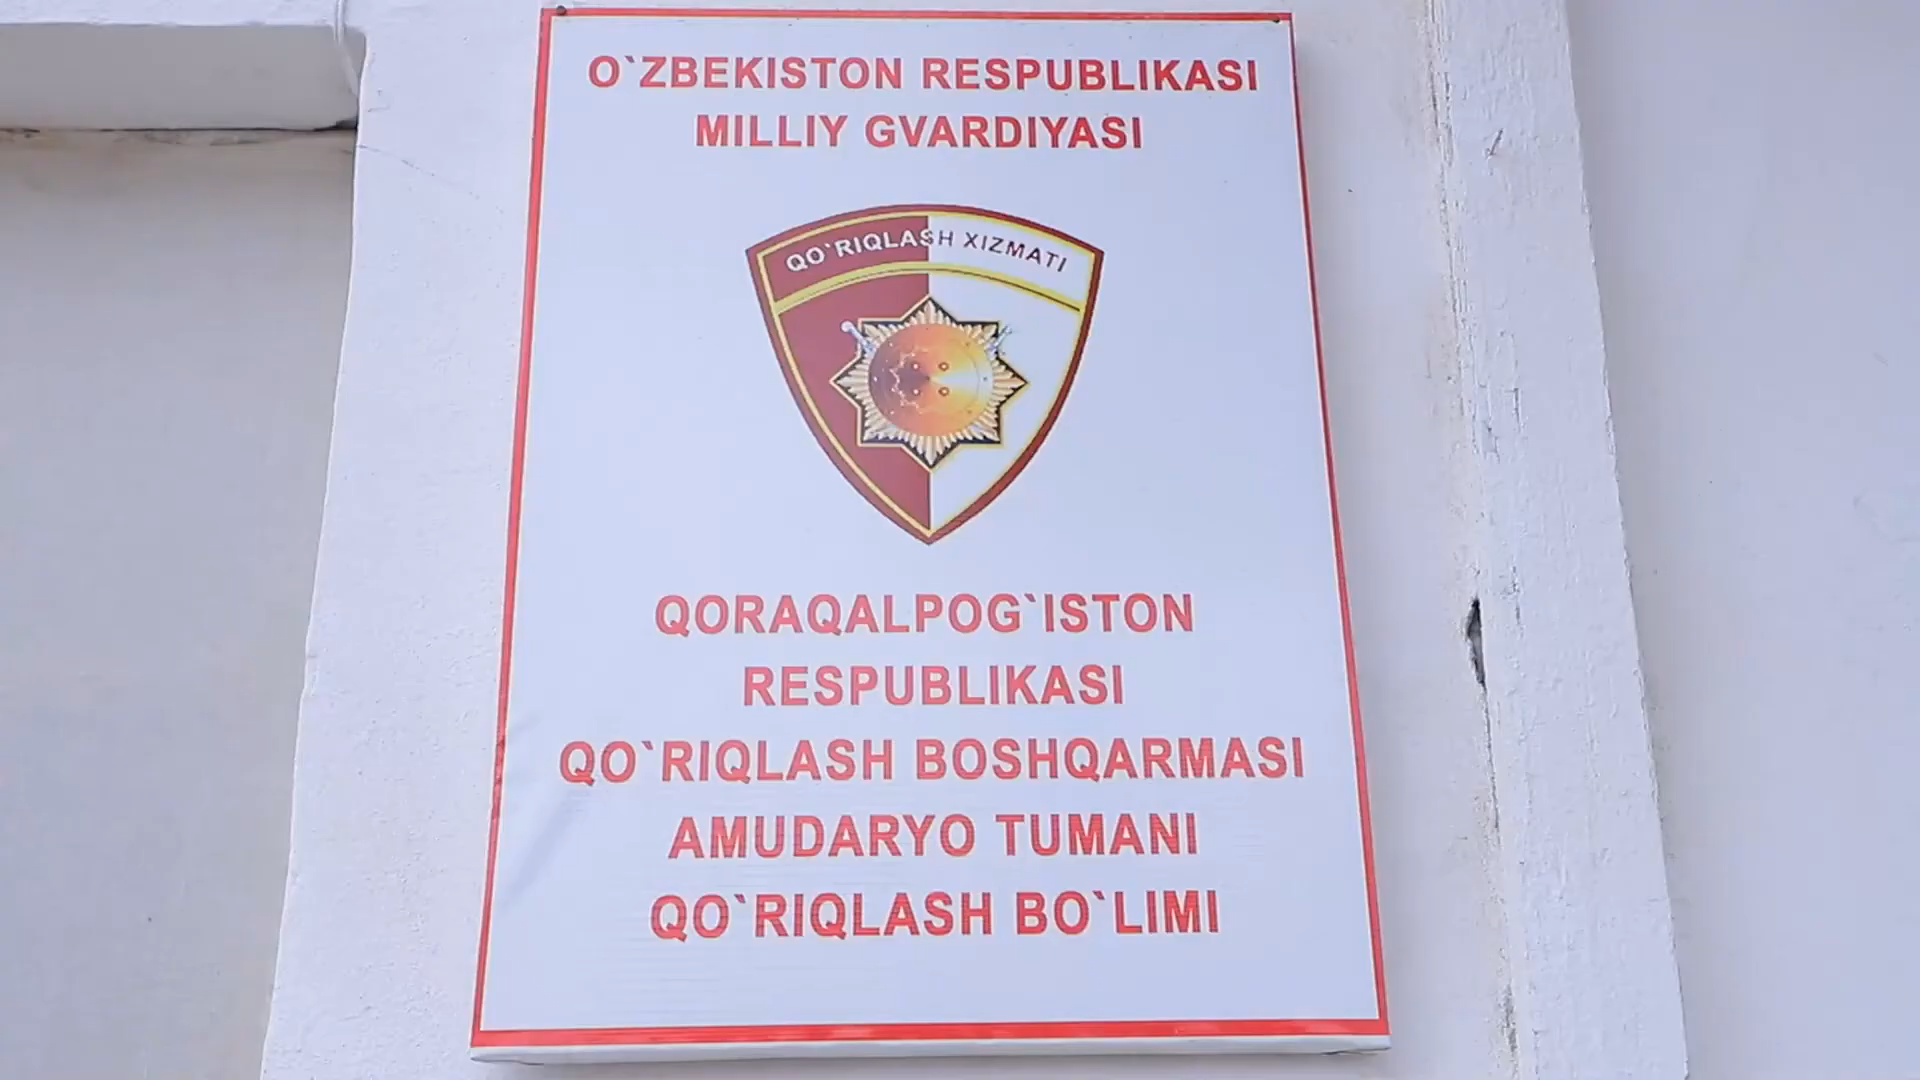 O`ZBEKISTON RESPUBLIKASI
MILLIY GVARDIYASI
QO`RIQLASH XIZMATI
QORAQALPOG`ISTON
RESPUBLIKASI
QO`RIQLASH BOSHQARMASI
AMUDARYO TUMANI
QO`RIQLASH BO`LIMI